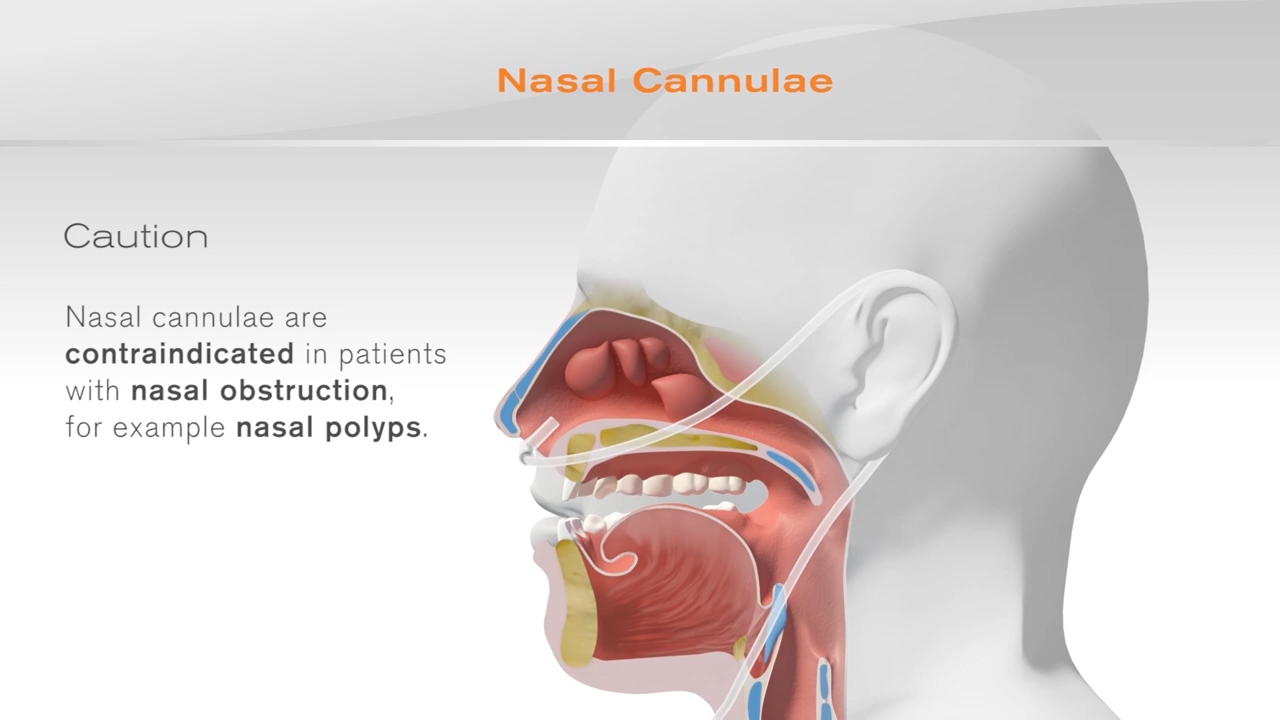 Nasal Cannulae
Caution
Nasal cannulae are
contraindicated in patients
with nasal obstruction,
for example nasal polyps.